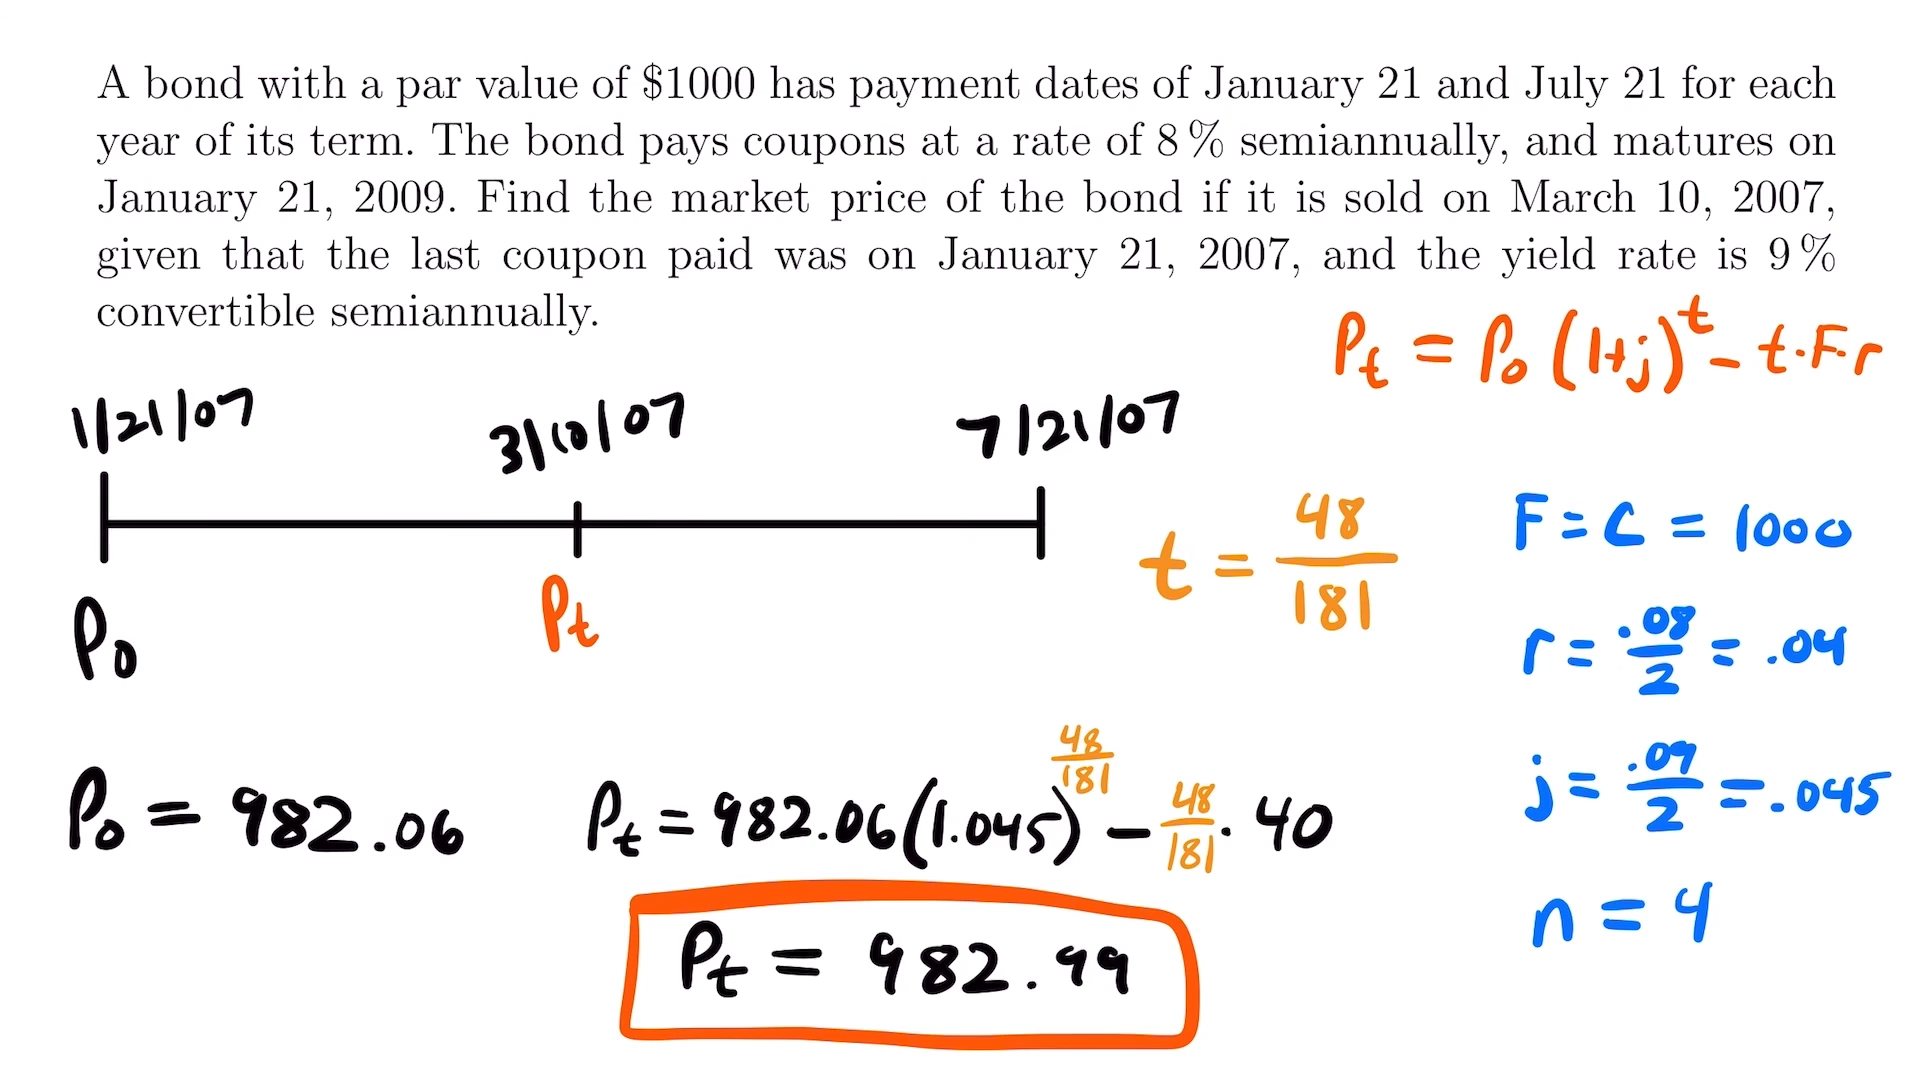 A bond with a par value of $1000 has payment dates of January 21 and July 21 for each
year of its term. The bond pays coupons at a rate of 8 % semiannually, and matures on
January 21, 2009. Find the market price of the bond if it is sold on March 10, 2007,
given that the last coupon paid was on January 21, 2007, and the yield rate is 9 %
convertible semiannually.
Pt = P0 (1+j)^t - t·F·r
1/21/07
3/10/07
7/21/07
P0
Pt
t = 48/181
F = C = 1000
r = .08/2 = .04
j = .09/2 = .045
n = 4
P0 = 982.06
Pt = 982.06(1.045)^48/181 - 48/181 · 40
Pt = 982.99